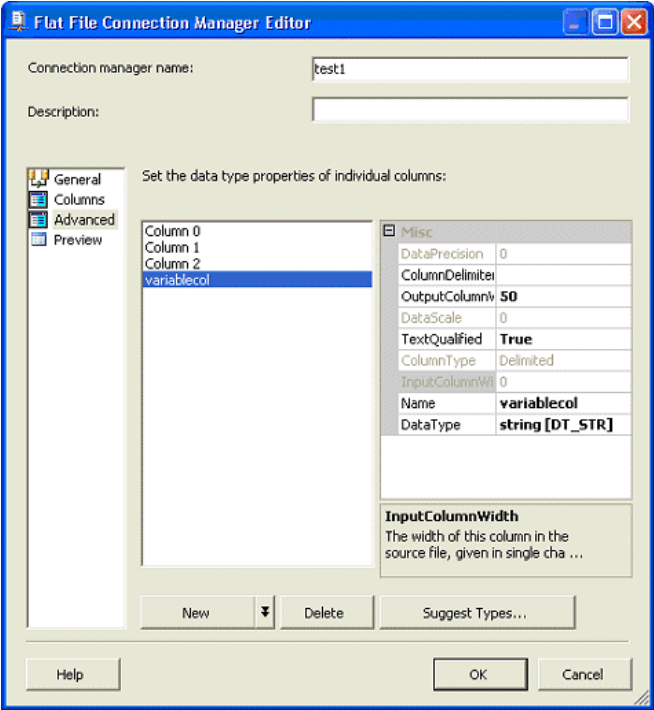 Flat File Connection Manager Editor
Connection manager name:
test1
Description:
General
Columns
Advanced
Preview
Set the data type properties of individual columns:
Column 0
Column 1
Column 2
variablecol
Misc
DataPrecision 0
ColumnDelimiter
OutputColumnW 50
DataScale 0
TextQualified True
ColumnType Delimited
InputColumnWi 0
Name variablecol
DataType string [DT_STR]
InputColumnWidth
The width of this column in the
source file, given in single cha ...
New
Delete
Suggest Types...
Help
OK
Cancel